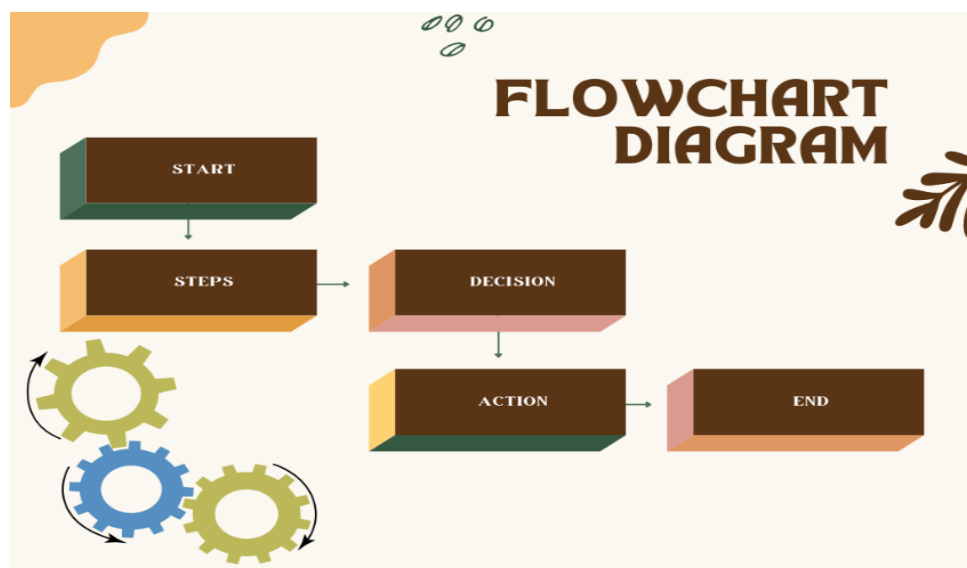 FLOWCHART
DIAGRAM
START
STEPS
DECISION
ACTION
END